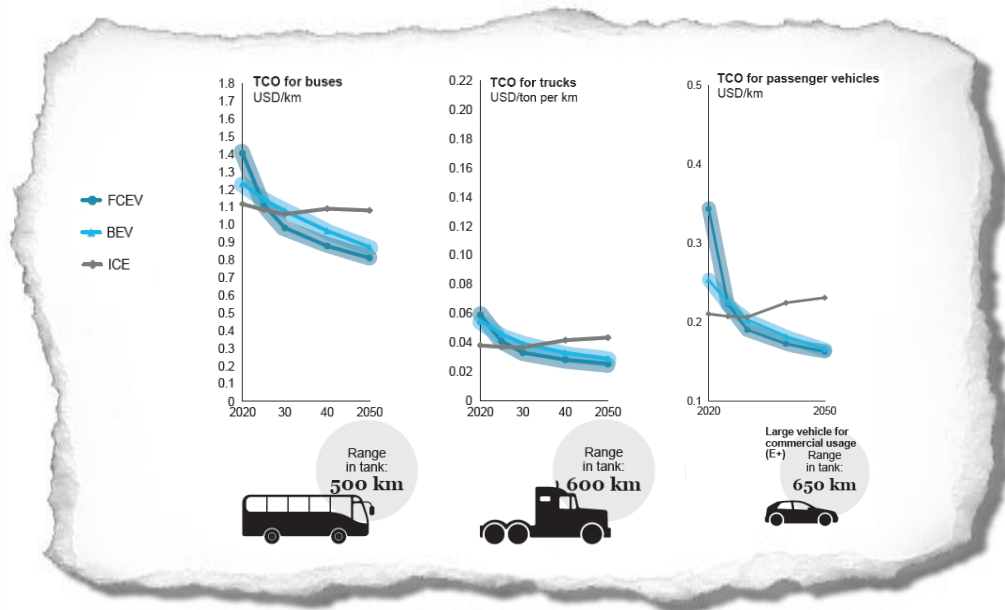 TCO for buses
USD/km
1.8
1.7
1.6
1.5
1.4
1.3
1.2
1.1
1.0
0.9
0.8
0.7
0.6
0.5
0.4
0.3
0.2
0.1
0
2020 30 40 2050
TCO for trucks
USD/ton per km
0.22
0.20
0.18
0.16
0.14
0.12
0.10
0.08
0.06
0.04
0.02
0
2020 30 40 2050
TCO for passenger vehicles
USD/km
0.5
0.4
0.3
0.2
0.1
2020 2050
FCEV
BEV
ICE
Range
in tank:
500 km
Range
in tank:
600 km
Large vehicle for
commercial usage
(E+) Range
in tank:
650 km